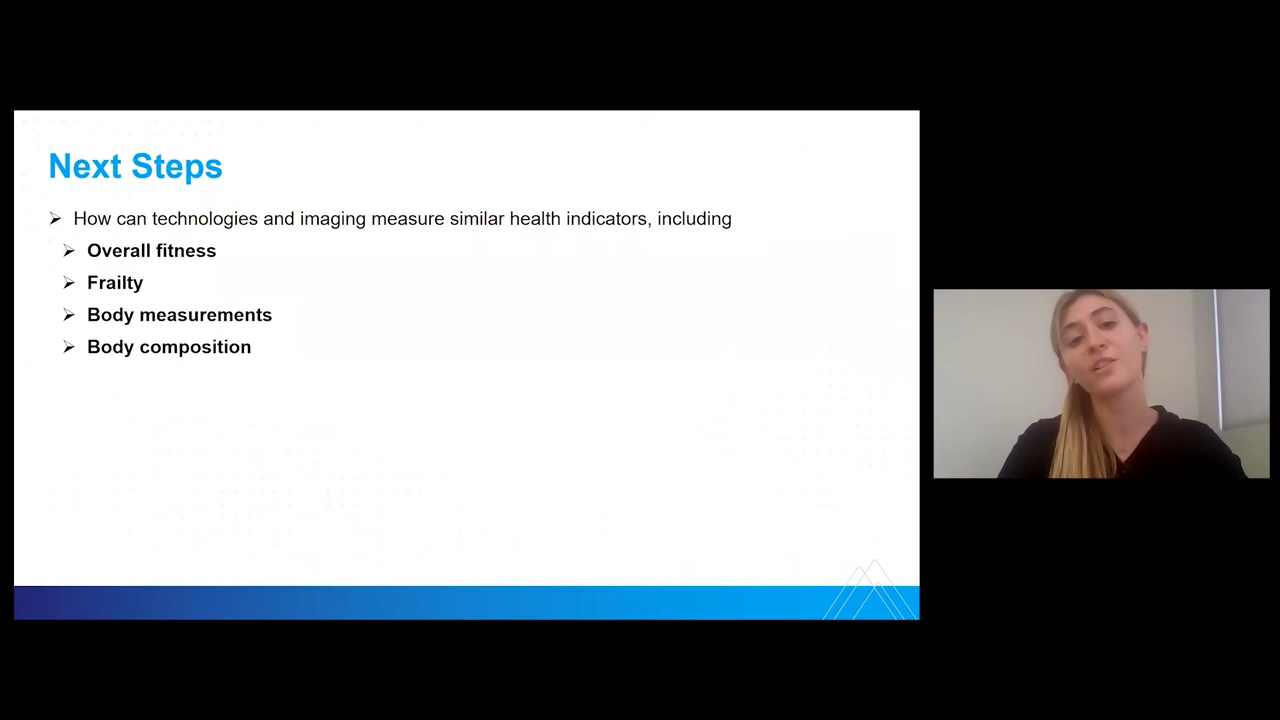 Next Steps
How can technologies and imaging measure similar health indicators, including
Overall fitness
Frailty
Body measurements
Body composition